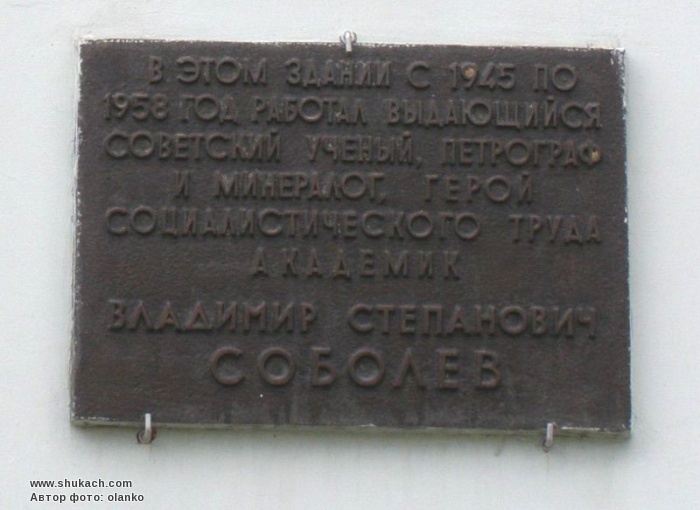 В ЭТОМ ЗДАНИИ С 1945 ПО
1958 ГОД РАБОТАЛ ВЫДАЮЩИЙСЯ
СОВЕТСКИЙ УЧЕНЫЙ, ПЕТРОГРАФ
И МИНЕРАЛОГ, ГЕРОЙ
СОЦИАЛИСТИЧЕСКОГО ТРУДА
АКАДЕМИК
ВЛАДИМИР СТЕПАНОВИЧ
СОБОЛЕВ
www.shukach.com
Автор фото: olanko